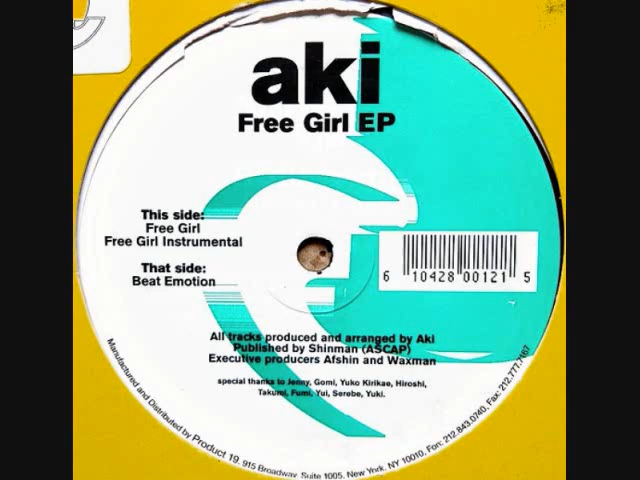 aki
Free Girl EP
This side:
Free Girl
Free Girl Instrumental
That side:
Beat Emotion
6 10428 00121 5
All tracks produced and arranged by Aki
Published by Shinman (ASCAP)
Executive producers Afshin and Waxman
special thanks to Jenny, Gomi, Yuko Kirikae, Hiroshi,
Takumi, Fumi, Yui, Serebe, Yuki.
Manufactured and Distributed by Product 19. 915 Broadway, Suite 1005, New York, NY 10010, Fon: 212.843.0740, Fax: 212.777.7167